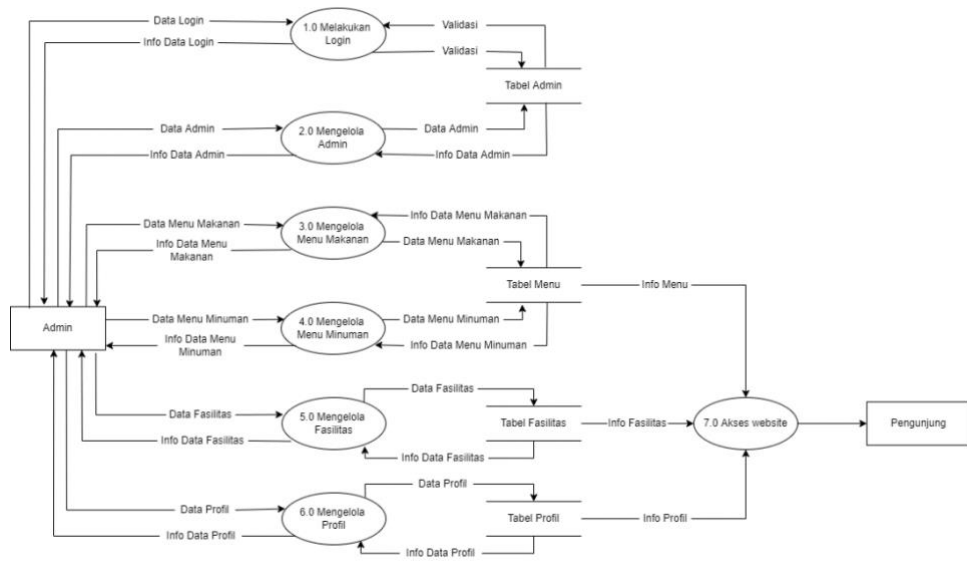 Data Login
1.0 Melakukan
Login
Validasi
Info Data Login
Validasi
Tabel Admin
Data Admin
2.0 Mengelola
Admin
Data Admin
Info Data Admin
Info Data Admin
Data Menu Makanan
3.0 Mengelola
Menu Makanan
Info Data Menu Makanan
Info Data Menu
Makanan
Data Menu Makanan
Tabel Menu
Info Menu
Admin
Data Menu Minuman
4.0 Mengelola
Menu Minuman
Data Menu Minuman
Info Data Menu
Minuman
Info Data Menu Minuman
Data Fasilitas
Data Fasilitas
5.0 Mengelola
Fasilitas
Tabel Fasilitas
Info Fasilitas
7.0 Akses website
Pengunjung
Info Data Fasilitas
Info Data Fasilitas
Data Profil
Data Profil
6.0 Mengelola
Profil
Tabel Profil
Info Profil
Info Data Profil
Info Data Profil